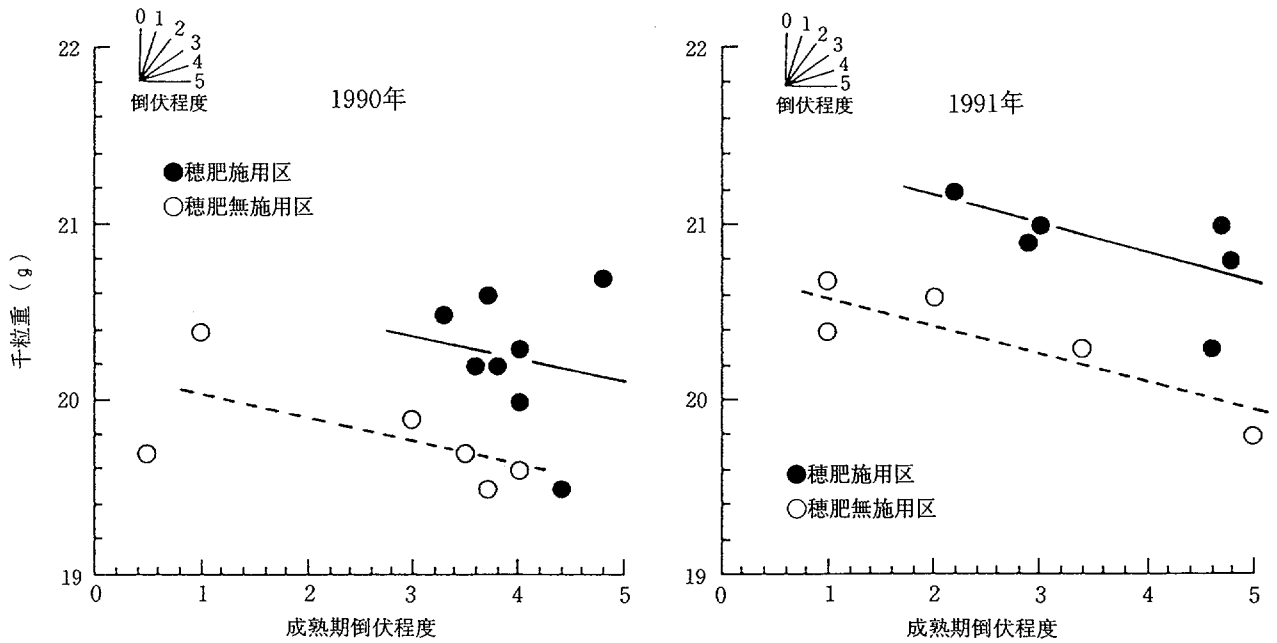 0 1 2 3 4 5
倒伏程度
1990年
●穂肥施用区
○穂肥無施用区
千粒重(g)
22
21
20
19
0 1 2 3 4 5
成熟期倒伏程度
0 1 2 3 4 5
倒伏程度
1991年
22
21
20
19
●穂肥施用区
○穂肥無施用区
0 1 2 3 4 5
成熟期倒伏程度